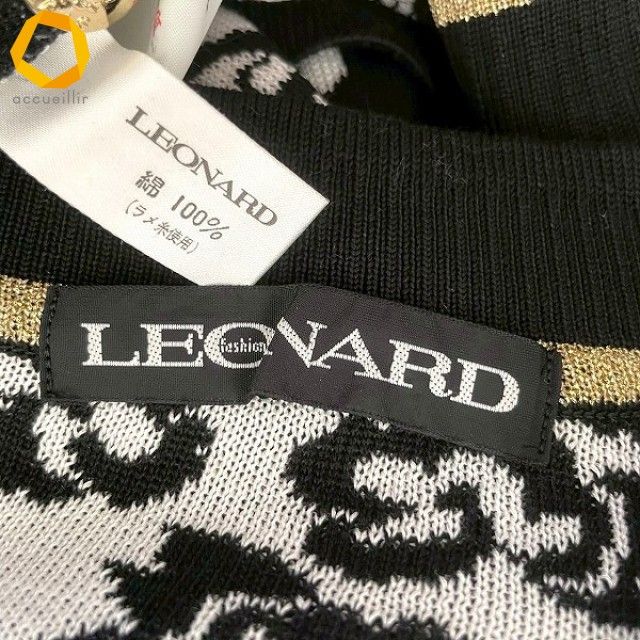 accueillir
LEONARD
綿 100%
(ラメ糸使用)
LEONARD
fashion